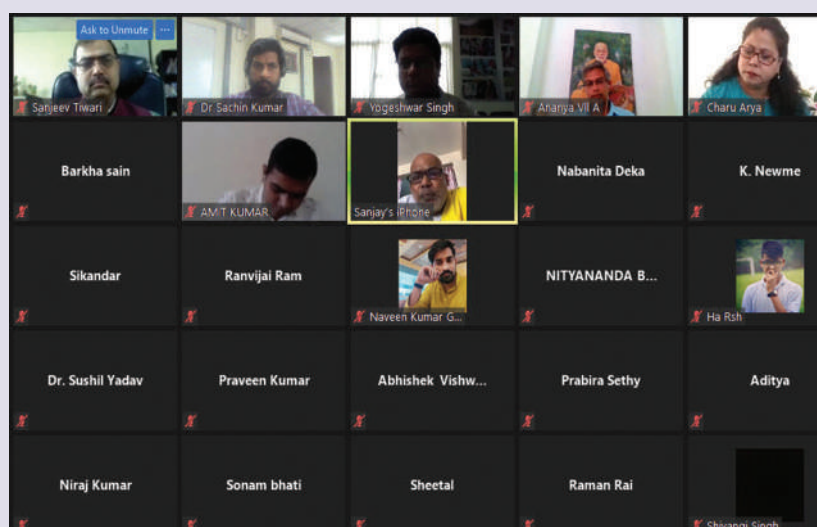 Ask to Unmute ...
Sanjeev Tiwari
Dr Sachin Kumar
Yogeshwar Singh
Ananya VII A
Charu Arya
Barkha sain
AMIT KUMAR
Sanjay's iPhone
Nabanita Deka
K. Newme
Sikandar
Ranvijai Ram
Naveen Kumar G...
NITYANANDA B...
Ha Rsh
Dr. Sushil Yadav
Praveen Kumar
Abhishek Vishw...
Prabira Sethy
Aditya
Niraj Kumar
Sonam bhati
Sheetal
Raman Rai
Shivangi Singh